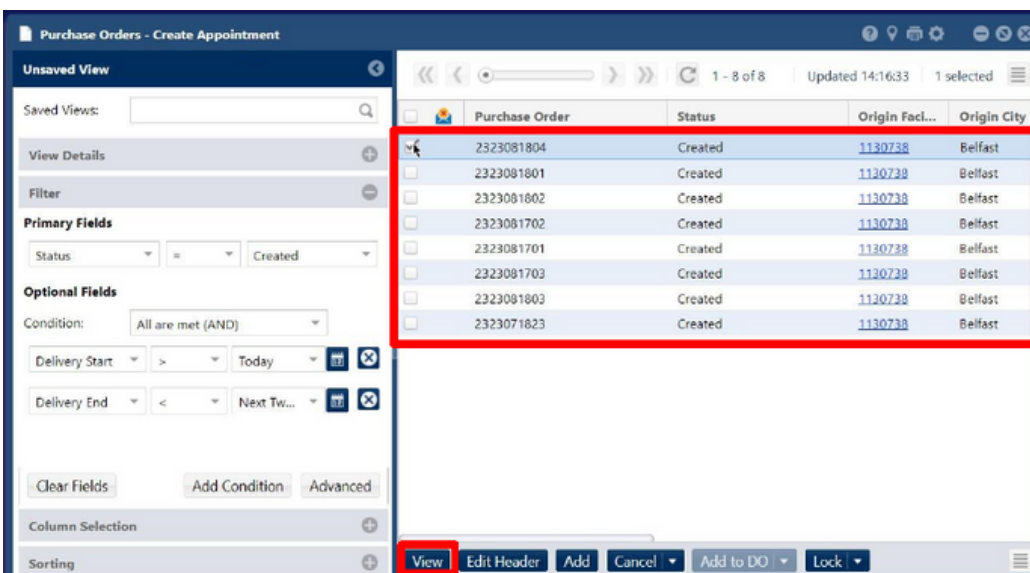 Purchase Orders - Create Appointment
Unsaved View
1 - 8 of 8 Updated 14:16:33 1 selected
Saved Views:
Purchase Order Status Origin Faci... Origin City
View Details
2323081804 Created 1130738 Belfast
2323081801 Created 1130738 Belfast
Filter
2323081802 Created 1130738 Belfast
Primary Fields
2323081702 Created 1130738 Belfast
Status = Created
2323081701 Created 1130738 Belfast
2323081703 Created 1130738 Belfast
Optional Fields
2323081803 Created 1130738 Belfast
Condition: All are met (AND)
2323071823 Created 1130738 Belfast
Delivery Start > Today
Delivery End < Next Tw...
Clear Fields Add Condition Advanced
Column Selection
Sorting
View Edit Header Add Cancel Add to DO Lock